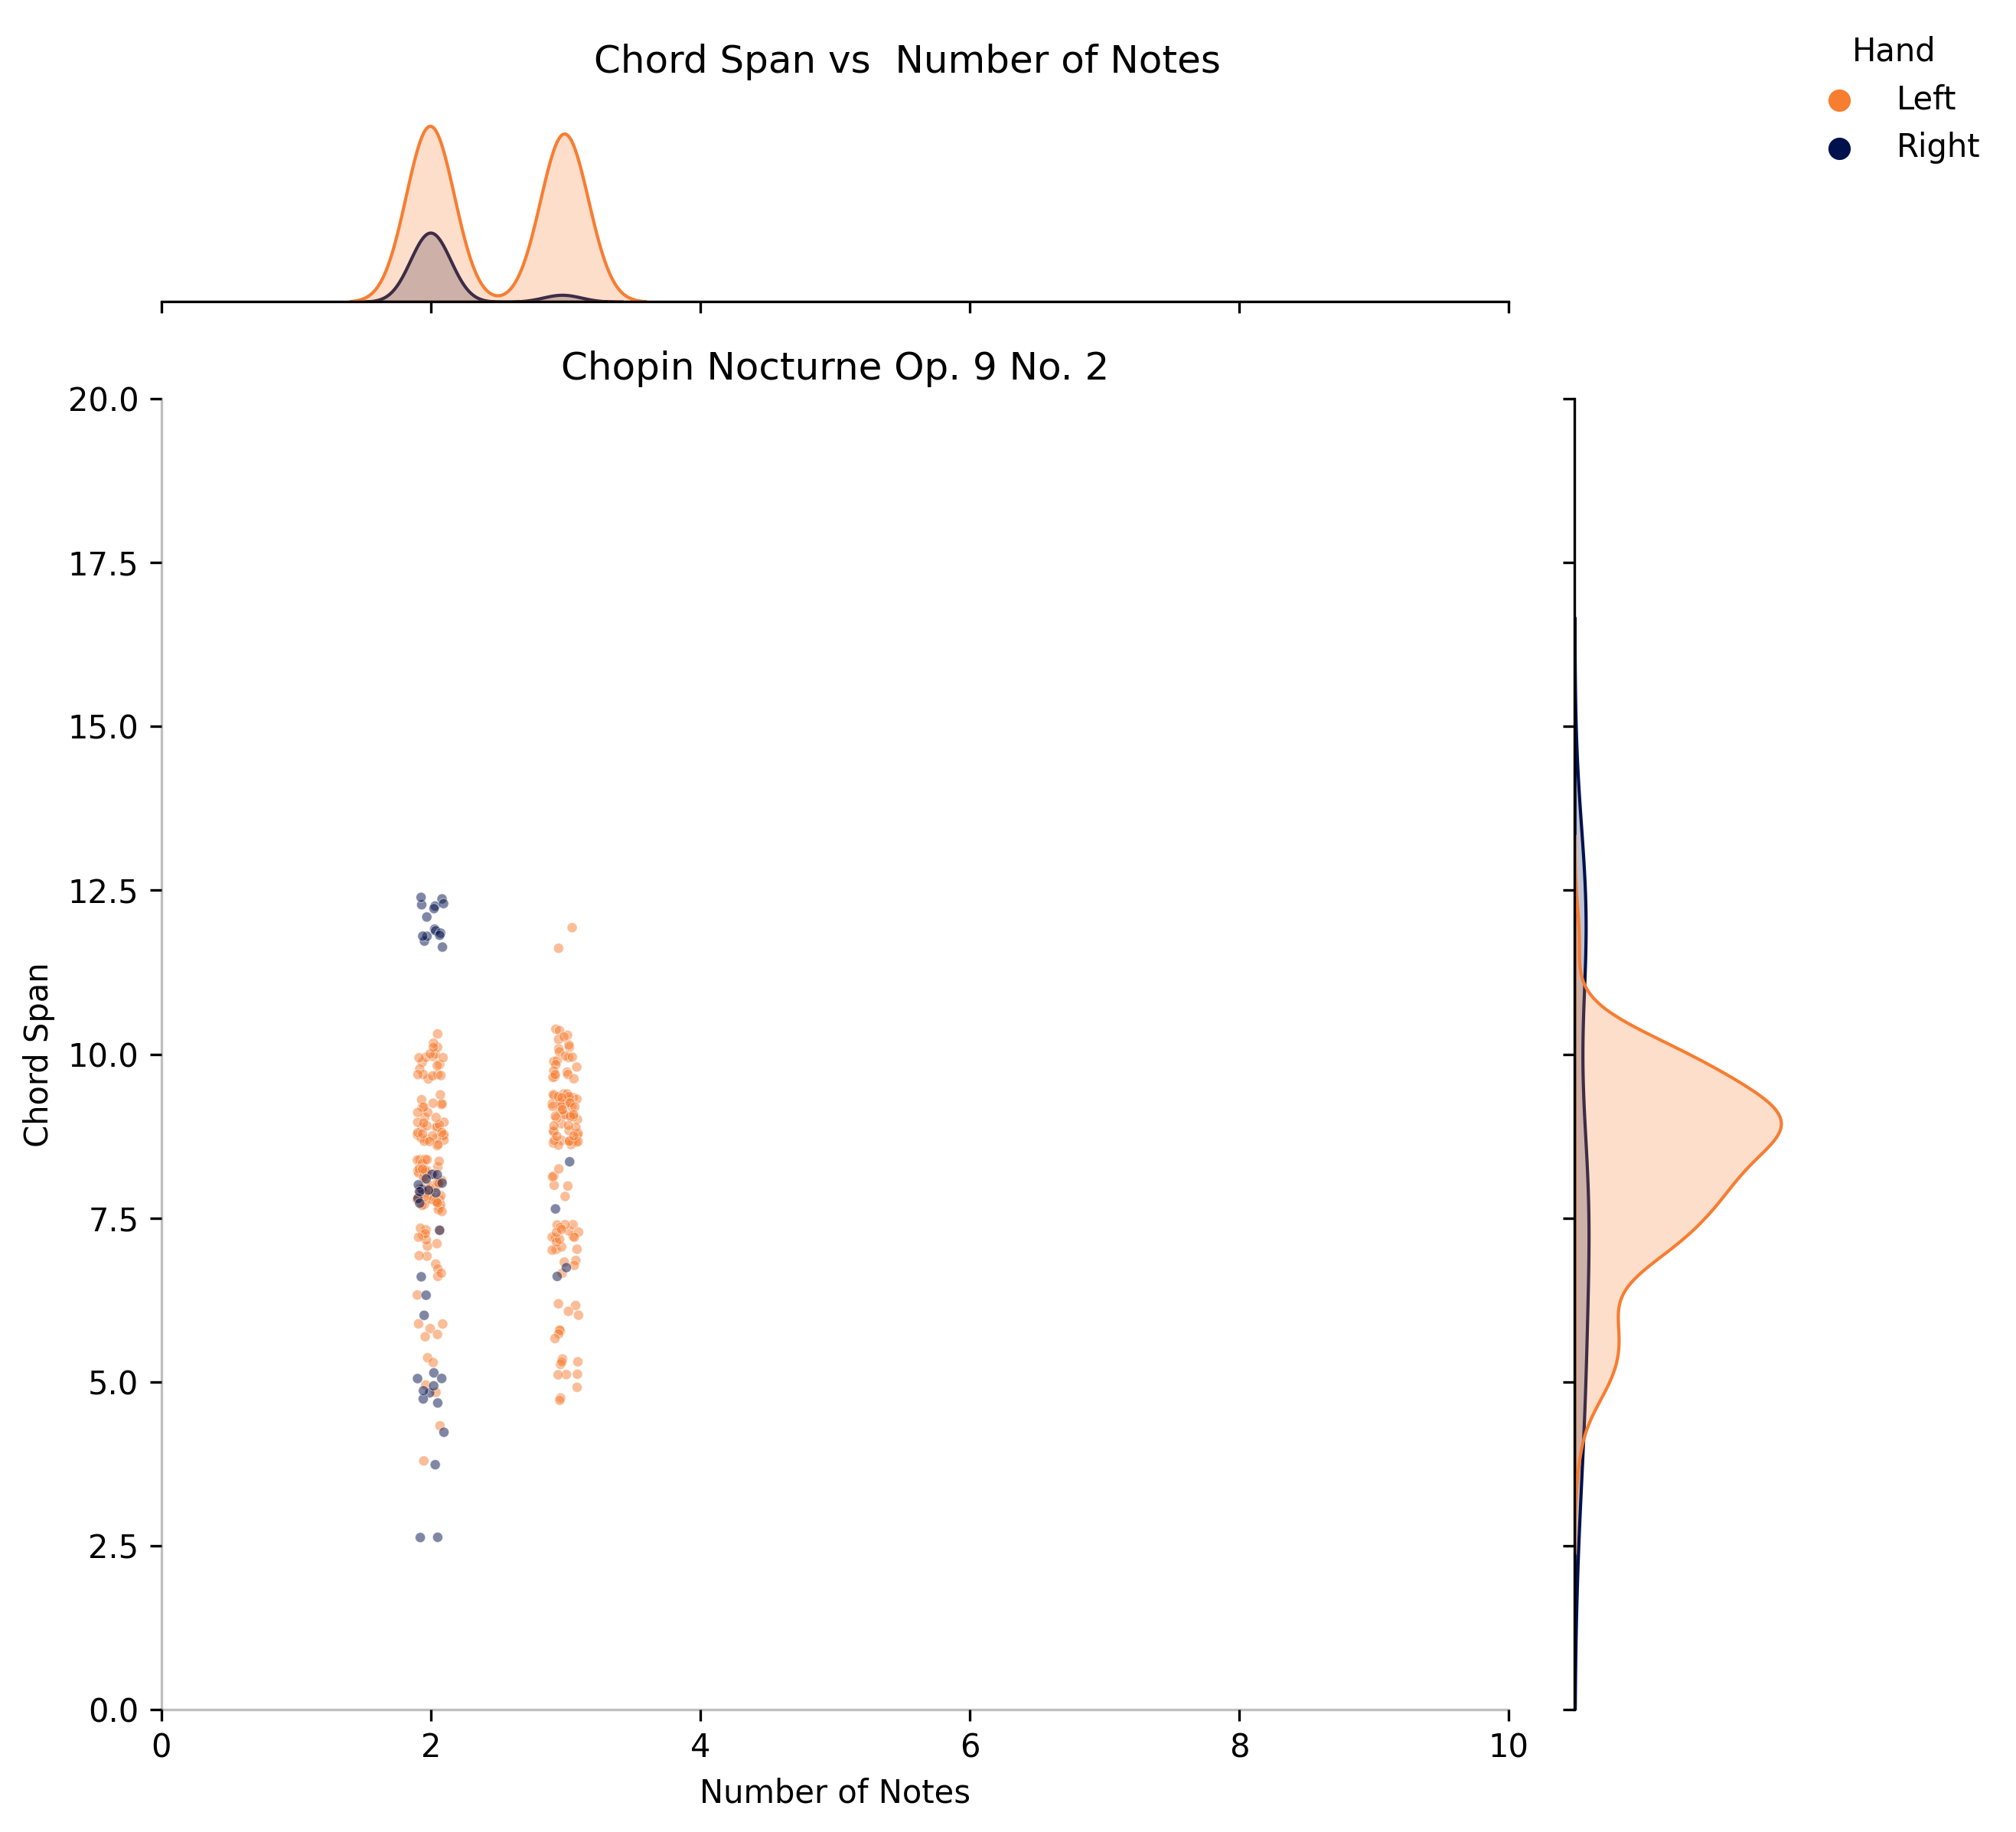 Chord Span vs  Number of Notes
Hand
Left
Right
Chopin Nocturne Op. 9 No. 2
20.0
17.5
15.0
12.5
10.0
7.5
5.0
2.5
0.0
Chord Span
0 2 4 6 8 10
Number of Notes